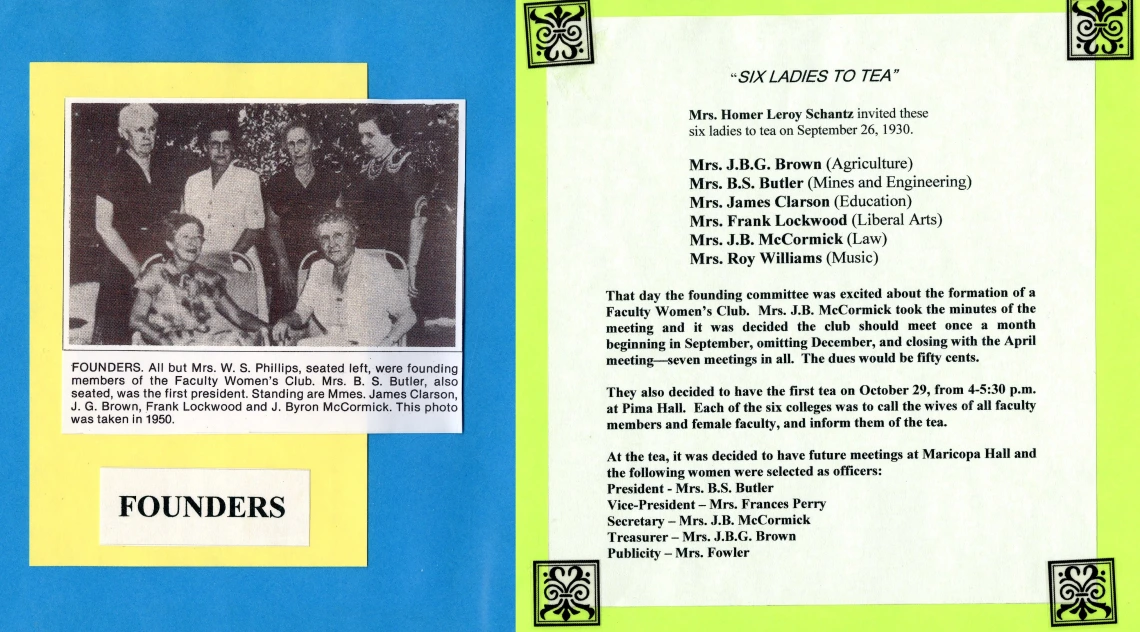 FOUNDERS. All but Mrs. W. S. Phillips, seated left, were founding
members of the Faculty Women's Club. Mrs. B. S. Butler, also
seated, was the first president. Standing are Mmes. James Clarson,
J. G. Brown, Frank Lockwood and J. Byron McCormick. This photo
was taken in 1950.
FOUNDERS
“SIX LADIES TO TEA”
Mrs. Homer Leroy Schantz invited these
six ladies to tea on September 26, 1930.
Mrs. J.B.G. Brown (Agriculture)
Mrs. B.S. Butler (Mines and Engineering)
Mrs. James Clarson (Education)
Mrs. Frank Lockwood (Liberal Arts)
Mrs. J.B. McCormick (Law)
Mrs. Roy Williams (Music)
That day the founding committee was excited about the formation of a
Faculty Women's Club. Mrs. J.B. McCormick took the minutes of the
meeting and it was decided the club should meet once a month
beginning in September, omitting December, and closing with the April
meeting—seven meetings in all. The dues would be fifty cents.
They also decided to have the first tea on October 29, from 4-5:30 p.m.
at Pima Hall. Each of the six colleges was to call the wives of all faculty
members and female faculty, and inform them of the tea.
At the tea, it was decided to have future meetings at Maricopa Hall and
the following women were selected as officers:
President - Mrs. B.S. Butler
Vice-President – Mrs. Frances Perry
Secretary – Mrs. J.B. McCormick
Treasurer – Mrs. J.B.G. Brown
Publicity – Mrs. Fowler